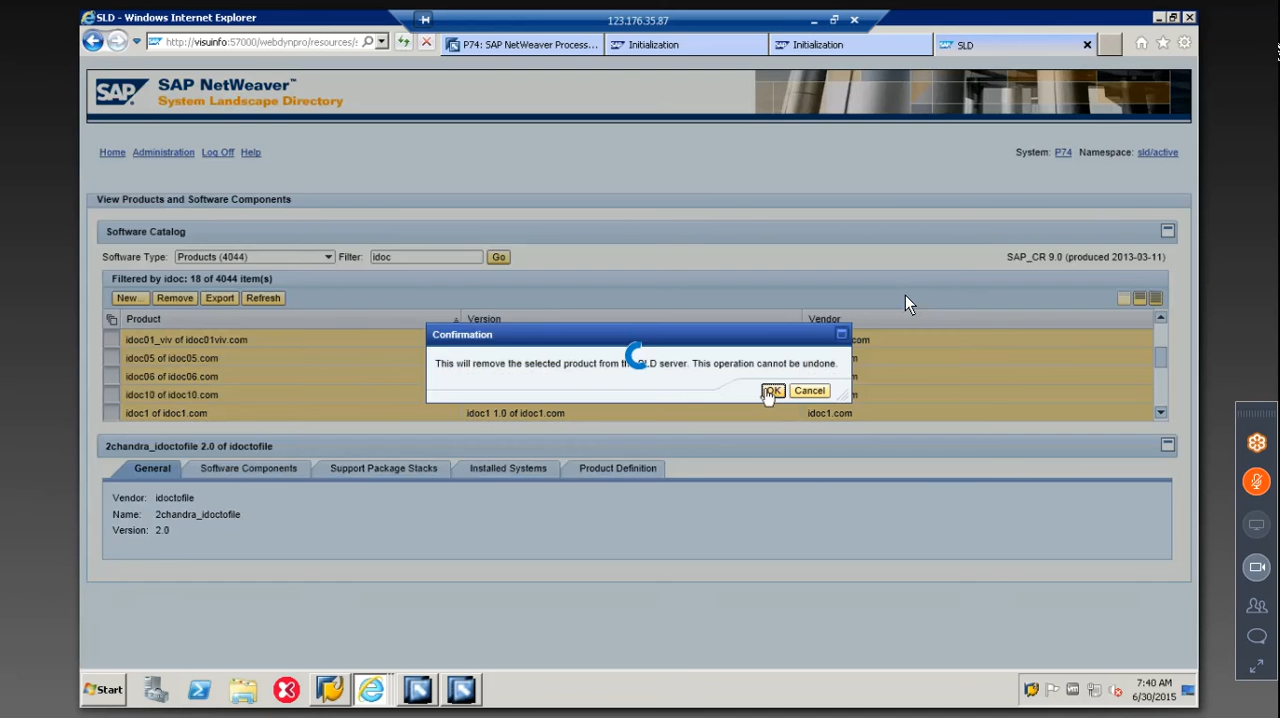 SLD - Windows Internet Explorer
123.176.35.87
http://visuinfo:57000/webdynpro/resources/
P74: SAP NetWeaver Process...
Initialization
Initialization
SLD
SAP
SAP NetWeaver™
System Landscape Directory
SAP
Home Administration Log Off Help
System: P74 Namespace: sld/active
View Products and Software Components
Software Catalog
Software Type: Products (4044) Filter: idoc Go
SAP_CR 9.0 (produced 2013-03-11)
Filtered by idoc: 18 of 4044 item(s)
New... Remove Export Refresh
Product Version Vendor
idoc01_viv of idoc01viv.com
idoc05 of idoc05.com
idoc06 of idoc06.com
idoc10 of idoc10.com
idoc1 of idoc1.com idoc1 1.0 of idoc1.com idoc1.com
Confirmation
This will remove the selected product from SLD server. This operation cannot be undone.
OK Cancel
2chandra_idoctofile 2.0 of idoctofile
General Software Components Support Package Stacks Installed Systems Product Definition
Vendor: idoctofile
Name: 2chandra_idoctofile
Version: 2.0
Start
7:40 AM
6/30/2015